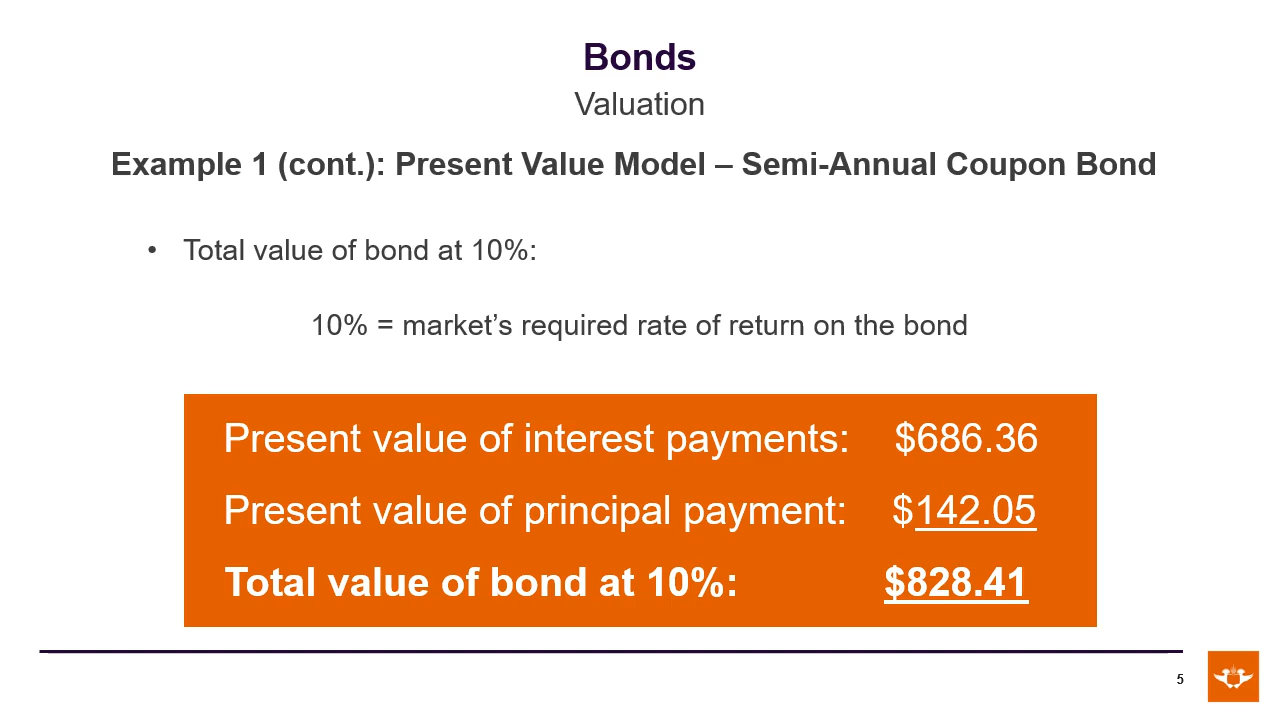 Bonds
Valuation
Example 1 (cont.): Present Value Model – Semi-Annual Coupon Bond
• Total value of bond at 10%:
10% = market’s required rate of return on the bond
Present value of interest payments: $686.36
Present value of principal payment: $142.05
Total value of bond at 10%: $828.41
5